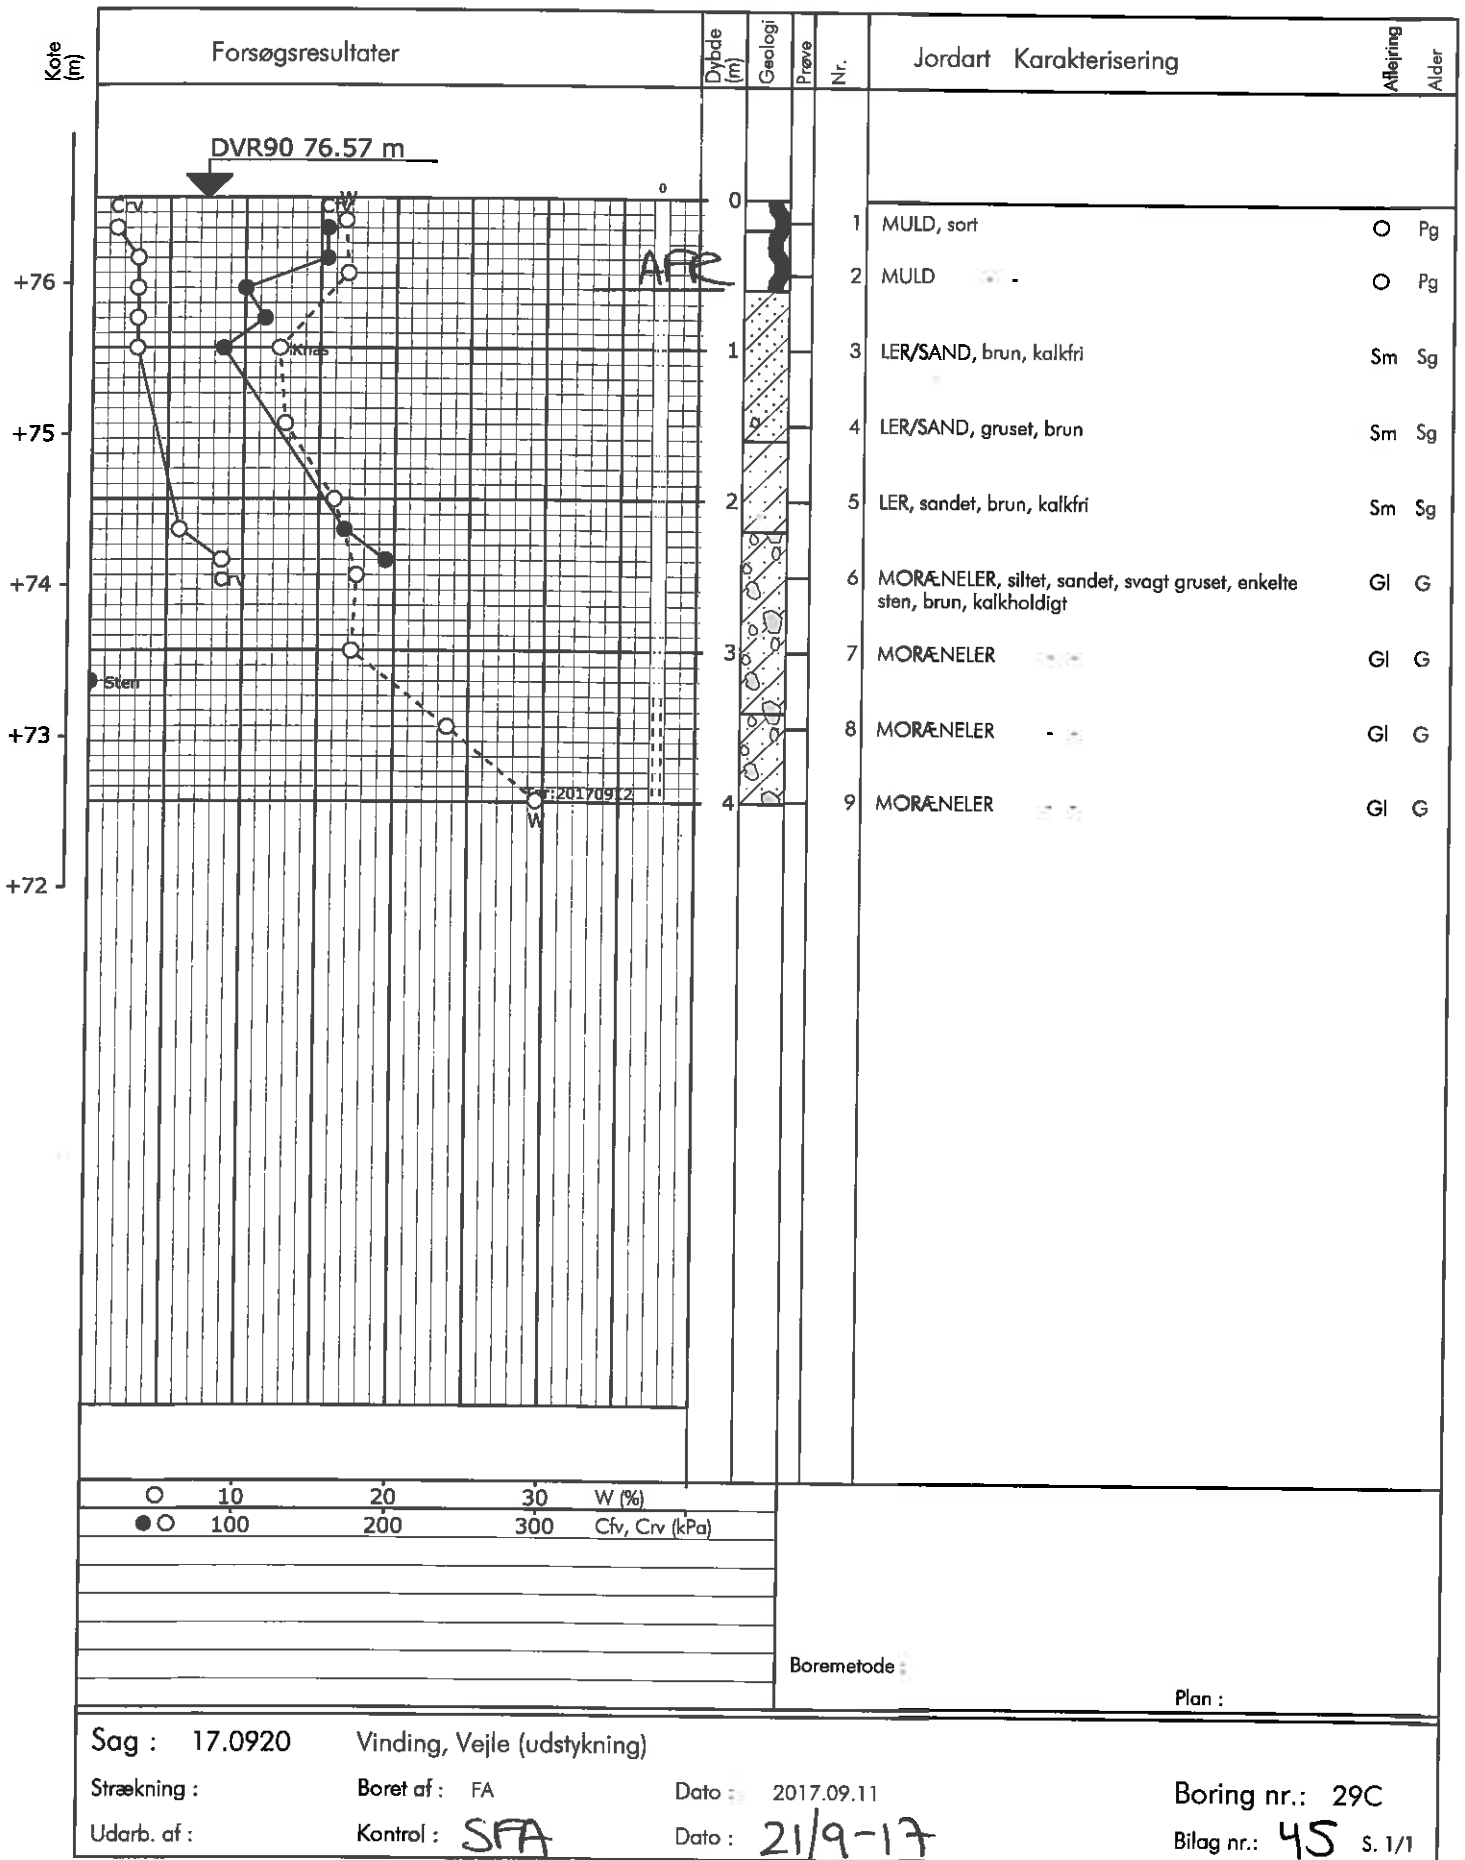 Kote (m)
Forsøgsresultater
Dybde (m)
Geologi
Prøve
Nr.
Jordart Karakterisering
Aflejring
Alder
DVR90 76.57 m
Crv
Cfv
W
0
0
1 MULD, sort O Pg
AFR
+76
2 MULD - O Pg
Knas
1
3 LER/SAND, brun, kalkfri Sm Sg
+75
4 LER/SAND, gruset, brun Sm Sg
2
5 LER, sandet, brun, kalkfri Sm Sg
+74
Crv
6 MORÆNELER, siltet, sandet, svagt gruset, enkelte Gl G
sten, brun, kalkholdigt
3
7 MORÆNELER Gl G
Sten
+73
8 MORÆNELER - Gl G
:20170912
4
9 MORÆNELER Gl G
W
+72
10 20 30 W (%)
100 200 300 Cfv, Crv (kPa)
Boremetode :
Plan :
Sag : 17.0920 Vinding, Vejle (udstykning)
Strækning : Boret af : FA Dato : 2017.09.11 Boring nr.: 29C
Udarb. af : Kontrol : SFA Dato : 21/9-17 Bilag nr.: 45 S. 1/1